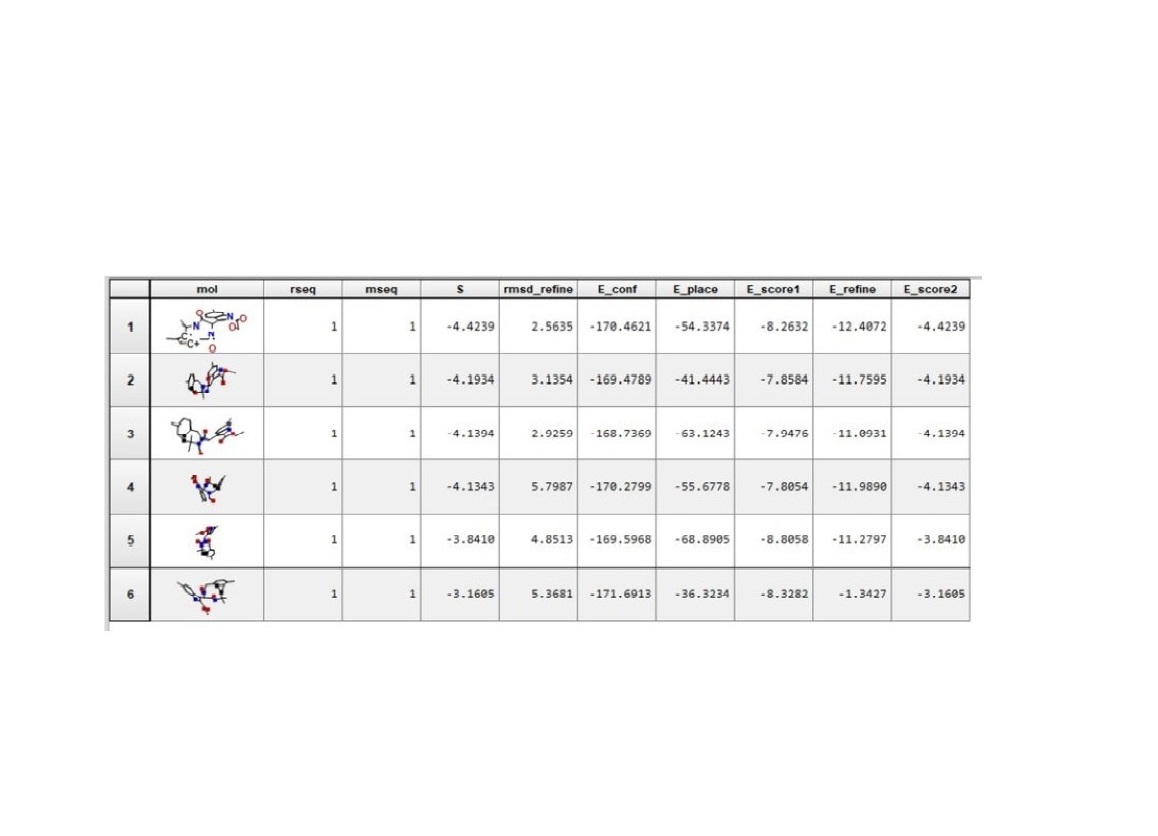 mol rseq mseq S rmsd_refine E_conf E_place E_score1 E_refine E_score2
1 1 1 -4.4239 2.5635 -170.4621 -54.3374 -8.2632 -12.4072 -4.4239
2 1 1 -4.1934 3.1354 -169.4789 -41.4443 -7.8584 -11.7595 -4.1934
3 1 1 -4.1394 2.9259 -168.7369 -63.1243 -7.9476 -11.0931 -4.1394
4 1 1 -4.1343 5.7987 -170.2799 -55.6778 -7.8054 -11.9890 -4.1343
5 1 1 -3.8410 4.8513 -169.5968 -68.8905 -8.8058 -11.2797 -3.8410
6 1 1 -3.1605 5.3681 -171.6913 -36.3234 -8.3282 -1.3427 -3.1605